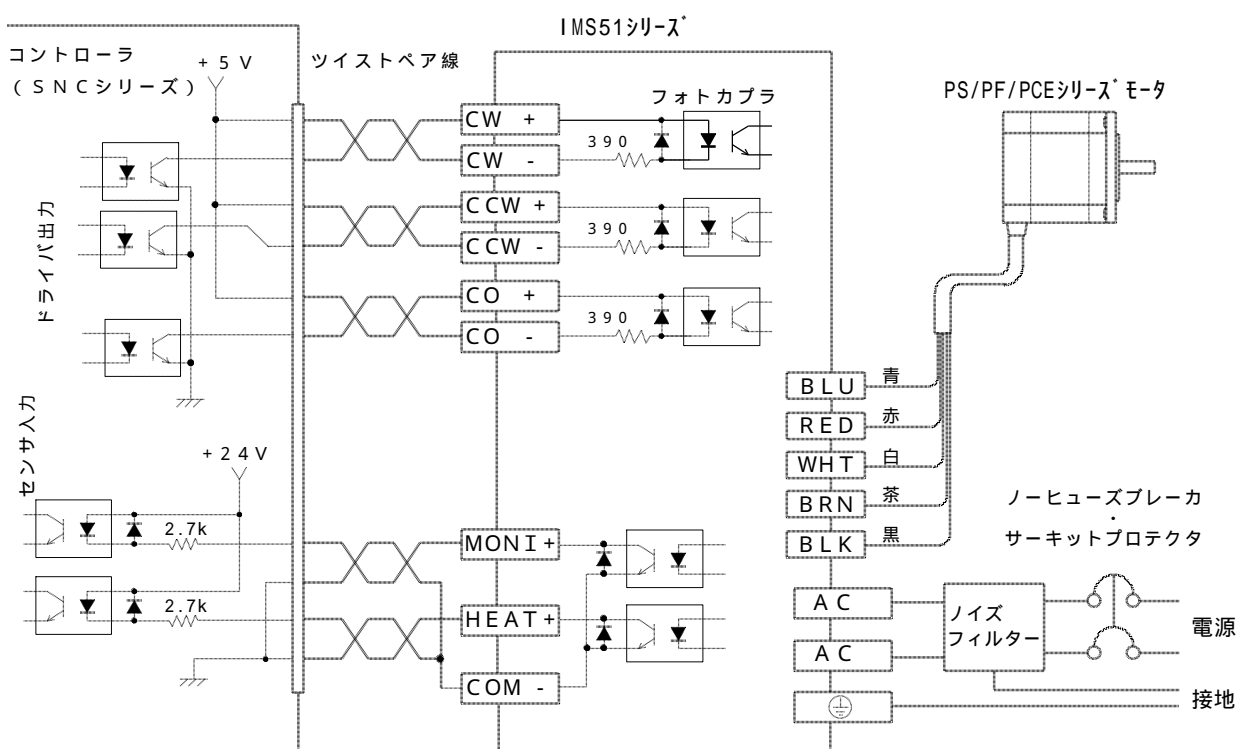 IMS51シリーズ
コントローラ
(SNCシリーズ)
+5V
ツイストペア線
フォトカプラ
PS/PF/PCEシリーズモータ
CW +
390
CW -
CCW +
390
CCW -
CO +
390
CO -
ドライバ出力
BLU 青
RED 赤
WHT 白
BRN 茶
BLK 黒
センサ入力
+24V
2.7k
2.7k
MONI+
HEAT+
COM -
ノーヒューズブレーカ
・
サーキットプロテクタ
AC
AC
ノイズ
フィルター
電源
接地